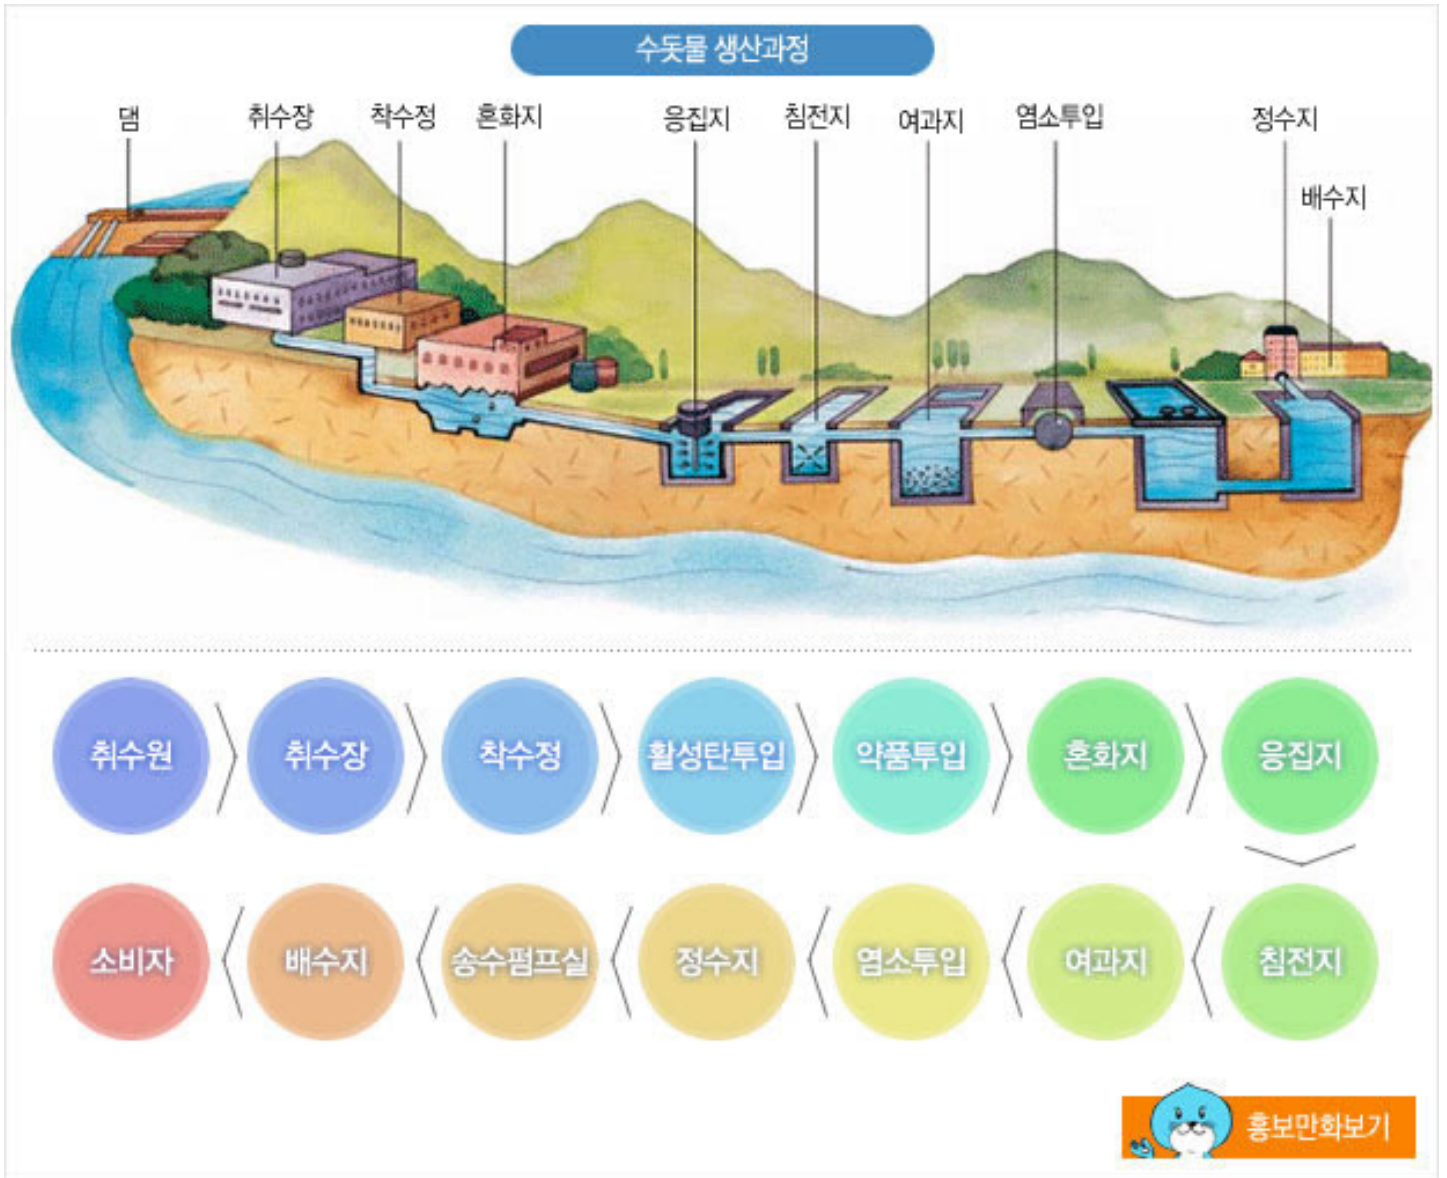 수돗물 생산과정
댐
취수장
착수정
혼화지
응집지
침전지
여과지
염소투입
정수지
배수지
취수원
취수장
착수정
활성탄투입
약품투입
혼화지
응집지
소비자
배수지
송수펌프실
정수지
염소투입
여과지
침전지
홍보만화보기